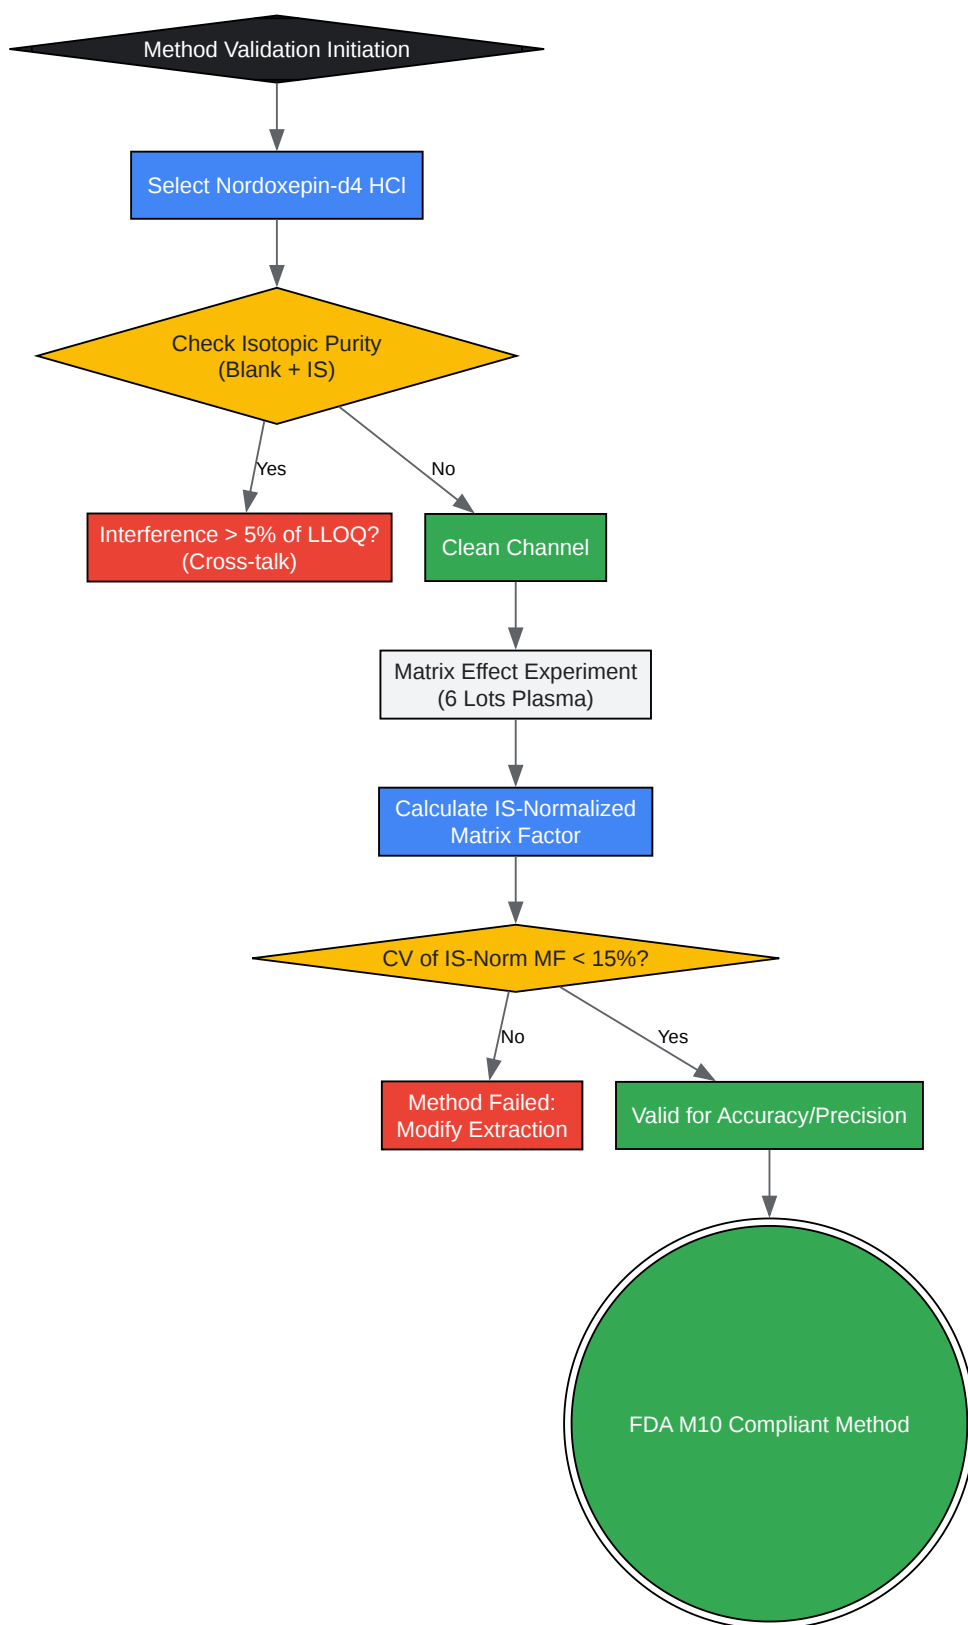 Method Validation Initiation
Select Nordoxepin-d4 HCl
Check Isotopic Purity
(Blank + IS)
Yes
No
Interference > 5% of LLOQ?
(Cross-talk)
Clean Channel
Matrix Effect Experiment
(6 Lots Plasma)
Calculate IS-Normalized
Matrix Factor
CV of IS-Norm MF < 15%?
No
Yes
Method Failed:
Modify Extraction
Valid for Accuracy/Precision
FDA M10 Compliant Method